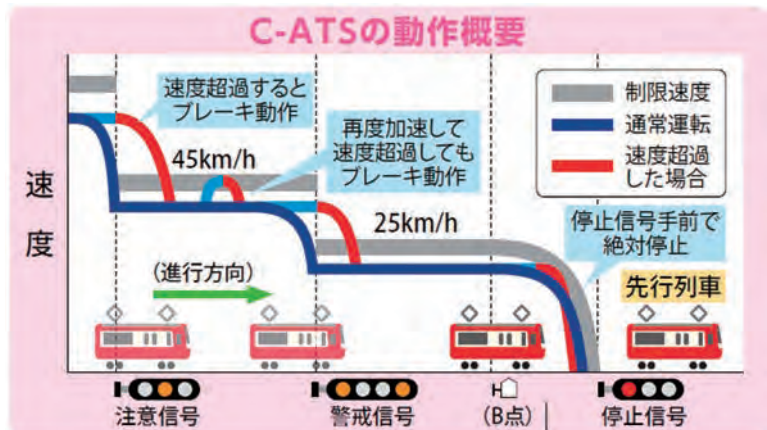 C-ATSの動作概要
速度超過すると
ブレーキ動作
45km/h
再度加速して
速度超過しても
ブレーキ動作
制限速度
通常運転
速度超過
した場合
速度
25km/h
停止信号手前で
絶対停止
(進行方向)
先行列車
注意信号
警戒信号
(B点)
停止信号